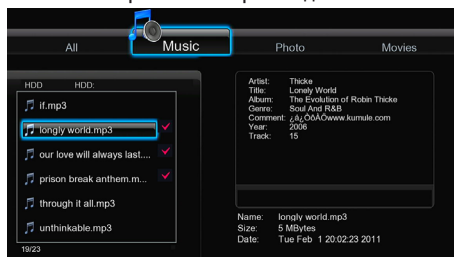 All
Music
Photo
Movies
HDD HDD:
if.mp3
longly world.mp3
our love will always last....
prison break anthem.m...
through it all.mp3
unthinkable.mp3
19/23
Artist: Thicke
Title: Lonely World
Album: The Evolution of Robin Thicke
Genre: Soul And R&B
Comment: ¿á¿ÖõÀÖwww.kumule.com
Year: 2006
Track: 15
Name: longly world.mp3
Size: 5 MBytes
Date: Tue Feb 1 20:02:23 2011